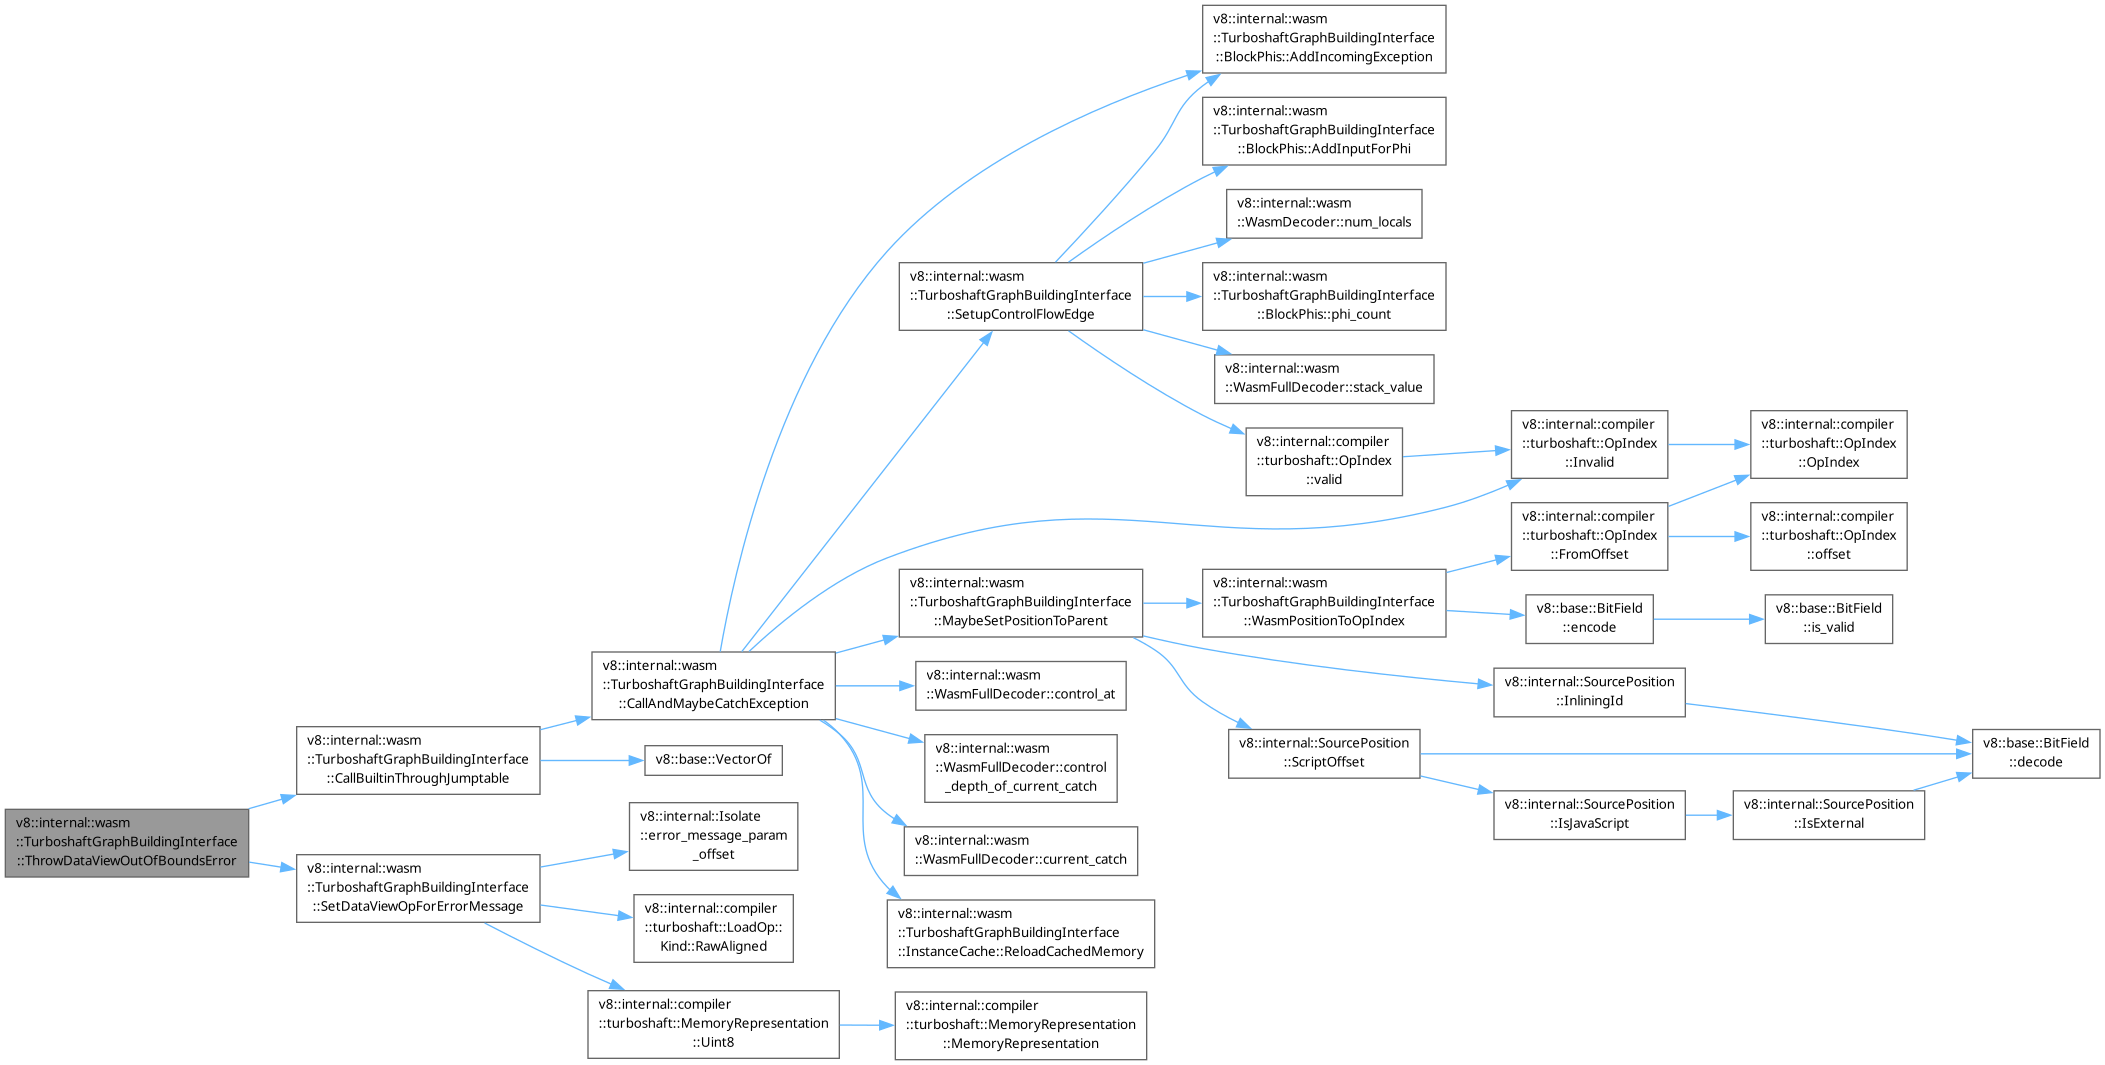 v8::internal::wasm
::TurboshaftGraphBuildingInterface
::ThrowDataViewOutOfBoundsError
v8::internal::wasm
::TurboshaftGraphBuildingInterface
::CallBuiltinThroughJumptable
v8::internal::wasm
::TurboshaftGraphBuildingInterface
::SetDataViewOpForErrorMessage
v8::internal::wasm
::TurboshaftGraphBuildingInterface
::CallAndMaybeCatchException
v8::base::VectorOf
v8::internal::Isolate
::error_message_param
_offset
v8::internal::compiler
::turboshaft::LoadOp::
Kind::RawAligned
v8::internal::compiler
::turboshaft::MemoryRepresentation
::Uint8
v8::internal::wasm
::TurboshaftGraphBuildingInterface
::SetupControlFlowEdge
v8::internal::wasm
::TurboshaftGraphBuildingInterface
::MaybeSetPositionToParent
v8::internal::wasm
::WasmFullDecoder::control_at
v8::internal::wasm
::WasmFullDecoder::control
_depth_of_current_catch
v8::internal::wasm
::WasmFullDecoder::current_catch
v8::internal::wasm
::TurboshaftGraphBuildingInterface
::InstanceCache::ReloadCachedMemory
v8::internal::compiler
::turboshaft::MemoryRepresentation
::MemoryRepresentation
v8::internal::wasm
::TurboshaftGraphBuildingInterface
::BlockPhis::AddIncomingException
v8::internal::wasm
::TurboshaftGraphBuildingInterface
::BlockPhis::AddInputForPhi
v8::internal::wasm
::WasmDecoder::num_locals
v8::internal::wasm
::TurboshaftGraphBuildingInterface
::BlockPhis::phi_count
v8::internal::wasm
::WasmFullDecoder::stack_value
v8::internal::compiler
::turboshaft::OpIndex
::valid
v8::internal::wasm
::TurboshaftGraphBuildingInterface
::WasmPositionToOpIndex
v8::internal::SourcePosition
::ScriptOffset
v8::internal::compiler
::turboshaft::OpIndex
::Invalid
v8::internal::compiler
::turboshaft::OpIndex
::FromOffset
v8::base::BitField
::encode
v8::internal::SourcePosition
::InliningId
v8::internal::SourcePosition
::IsJavaScript
v8::internal::compiler
::turboshaft::OpIndex
::OpIndex
v8::internal::compiler
::turboshaft::OpIndex
::offset
v8::base::BitField
::is_valid
v8::internal::SourcePosition
::IsExternal
v8::base::BitField
::decode